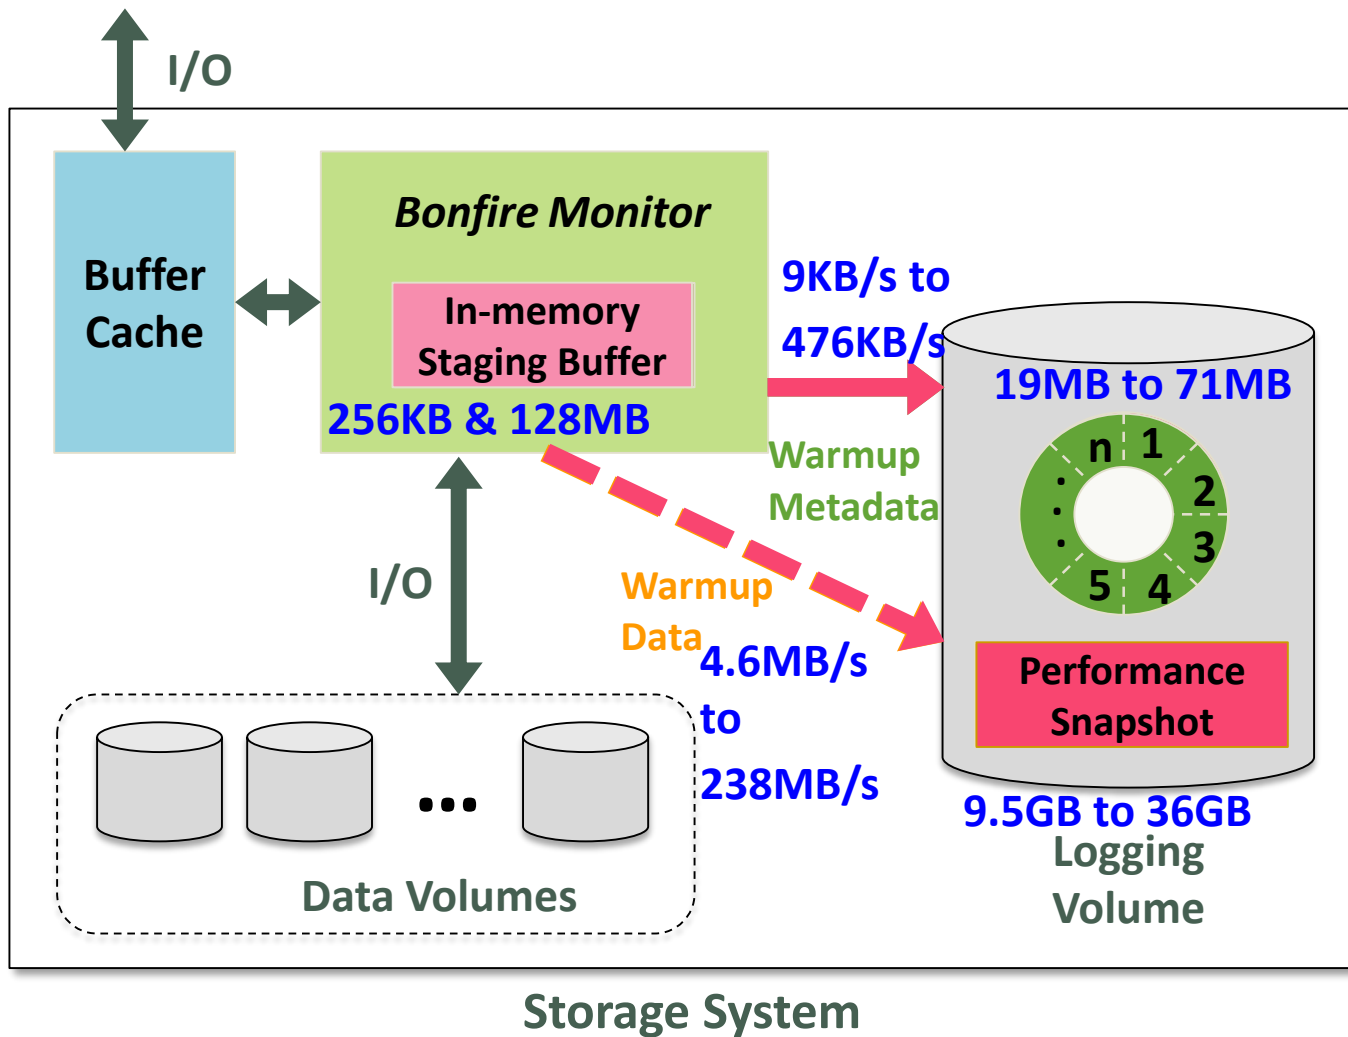 I/O
Buffer
Cache
Bonfire Monitor
In-memory
Staging Buffer
256KB & 128MB
9KB/s to
476KB/s
Warmup
Metadata
19MB to 71MB
n 1
2
3
4
5
. . .
I/O
Warmup
Data
4.6MB/s
to
238MB/s
Performance
Snapshot
9.5GB to 36GB
Logging
Volume
...
Data Volumes
Storage System